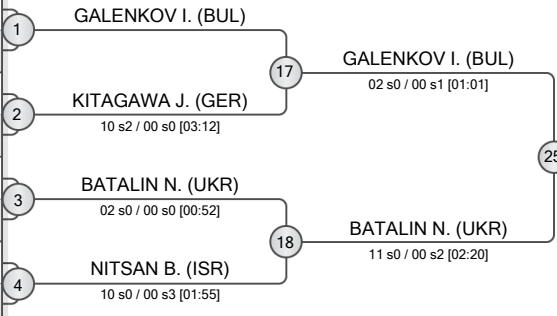 GALENKOV I. (BUL)
1
17
GALENKOV I. (BUL)
02 s0 / 00 s1 [01:01]
KITAGAWA J. (GER)
2
10 s2 / 00 s0 [03:12]
25
BATALIN N. (UKR)
3
02 s0 / 00 s0 [00:52]
18
BATALIN N. (UKR)
11 s0 / 00 s2 [02:20]
NITSAN B. (ISR)
4
10 s0 / 00 s3 [01:55]